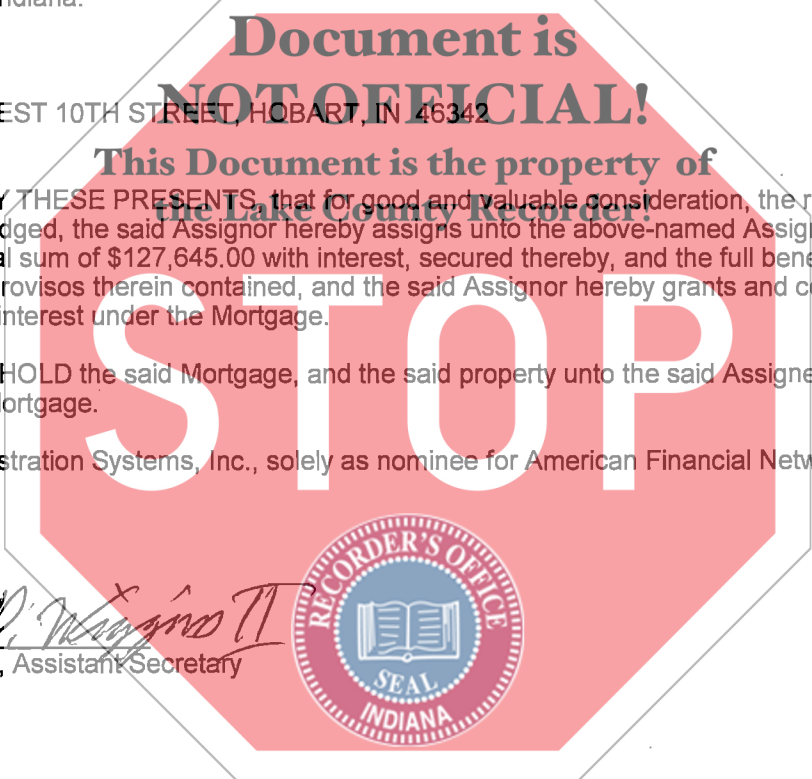 ndiana.
Document is
NOT OFFICIAL!
EST 10TH STREET, HOBART, IN 46342
This Document is the property of
the Lake County Recorder!
Y THESE PRESENTS, that for good and valuable consideration, the r
dged, the said Assignor hereby assigns unto the above-named Assig
l sum of $127,645.00 with interest, secured thereby, and the full bene
rovisos therein contained, and the said Assignor hereby grants and c
interest under the Mortgage.
STOP
HOLD the said Mortgage, and the said property unto the said Assigne
ortgage.
stration Systems, Inc., solely as nominee for American Financial Netw
Wiggins II
, Assistant Secretary
RECORDER'S OFFICE
SEAL
INDIANA